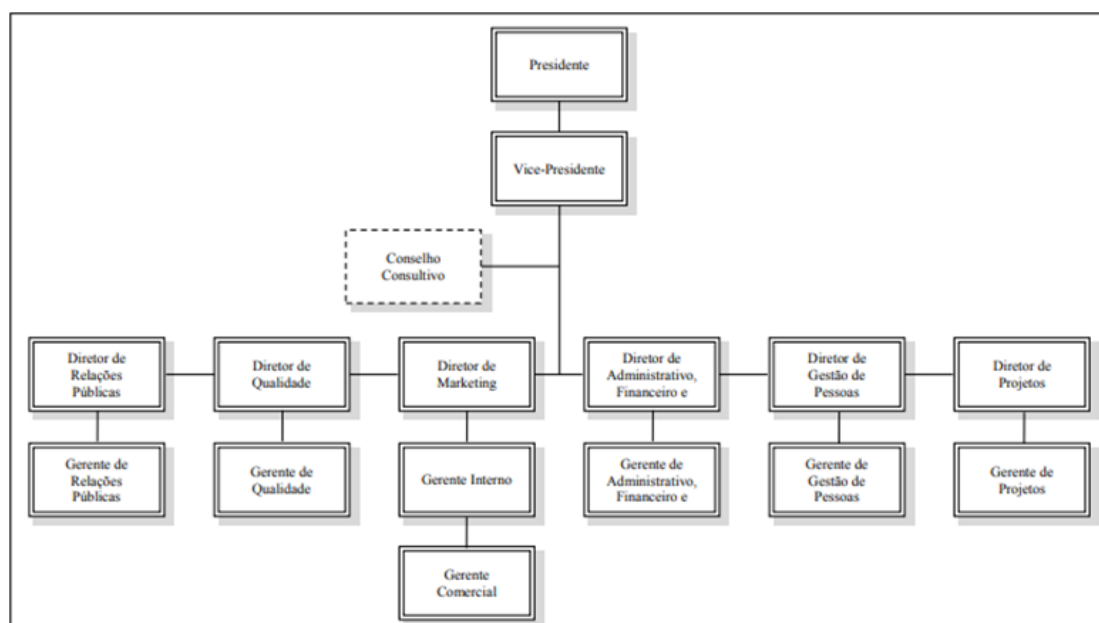 Presidente
Vice-Presidente
Conselho
Consultivo
Diretor de
Relações
Públicas
Diretor de
Qualidade
Diretor de
Marketing
Diretor de
Administrativo,
Financeiro e
Diretor de
Gestão de
Pessoas
Diretor de
Projetos
Gerente de
Relações
Públicas
Gerente de
Qualidade
Gerente Interno
Gerente de
Administrativo,
Financeiro e
Gerente de
Gestão de
Pessoas
Gerente de
Projetos
Gerente
Comercial